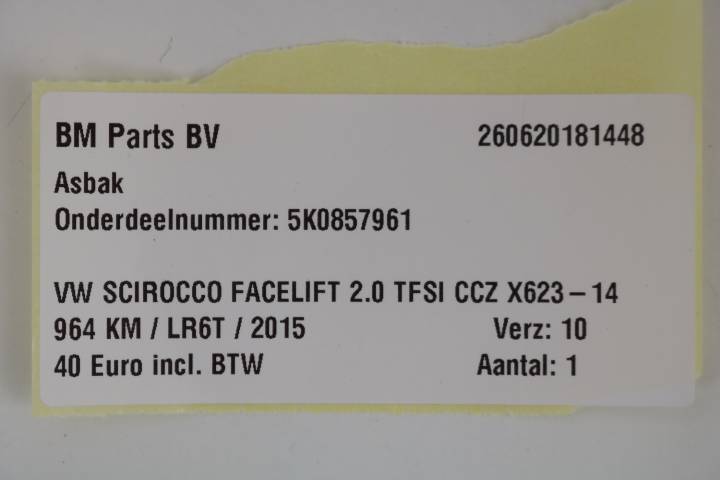 BM Parts BV 260620181448
Asbak
Onderdeelnummer: 5K0857961
VW SCIROCCO FACELIFT 2.0 TFSI CCZ X623-14
964 KM / LR6T / 2015 Verz: 10
40 Euro incl. BTW Aantal: 1